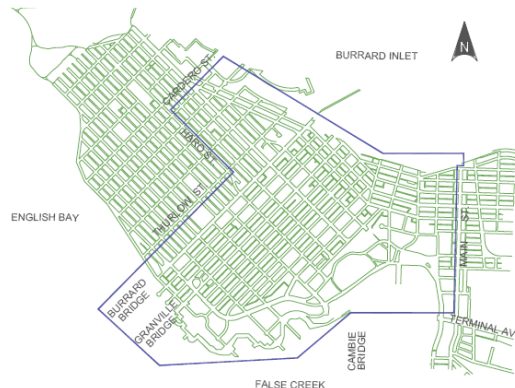 N
BURRARD INLET
CARDERO ST.
HARO ST.
THURLOW ST.
ENGLISH BAY
MAIN ST.
BURRARD
BRIDGE
GRANVILLE
BRIDGE
CAMBIE
BRIDGE
TERMINAL AV
FALSE CREEK